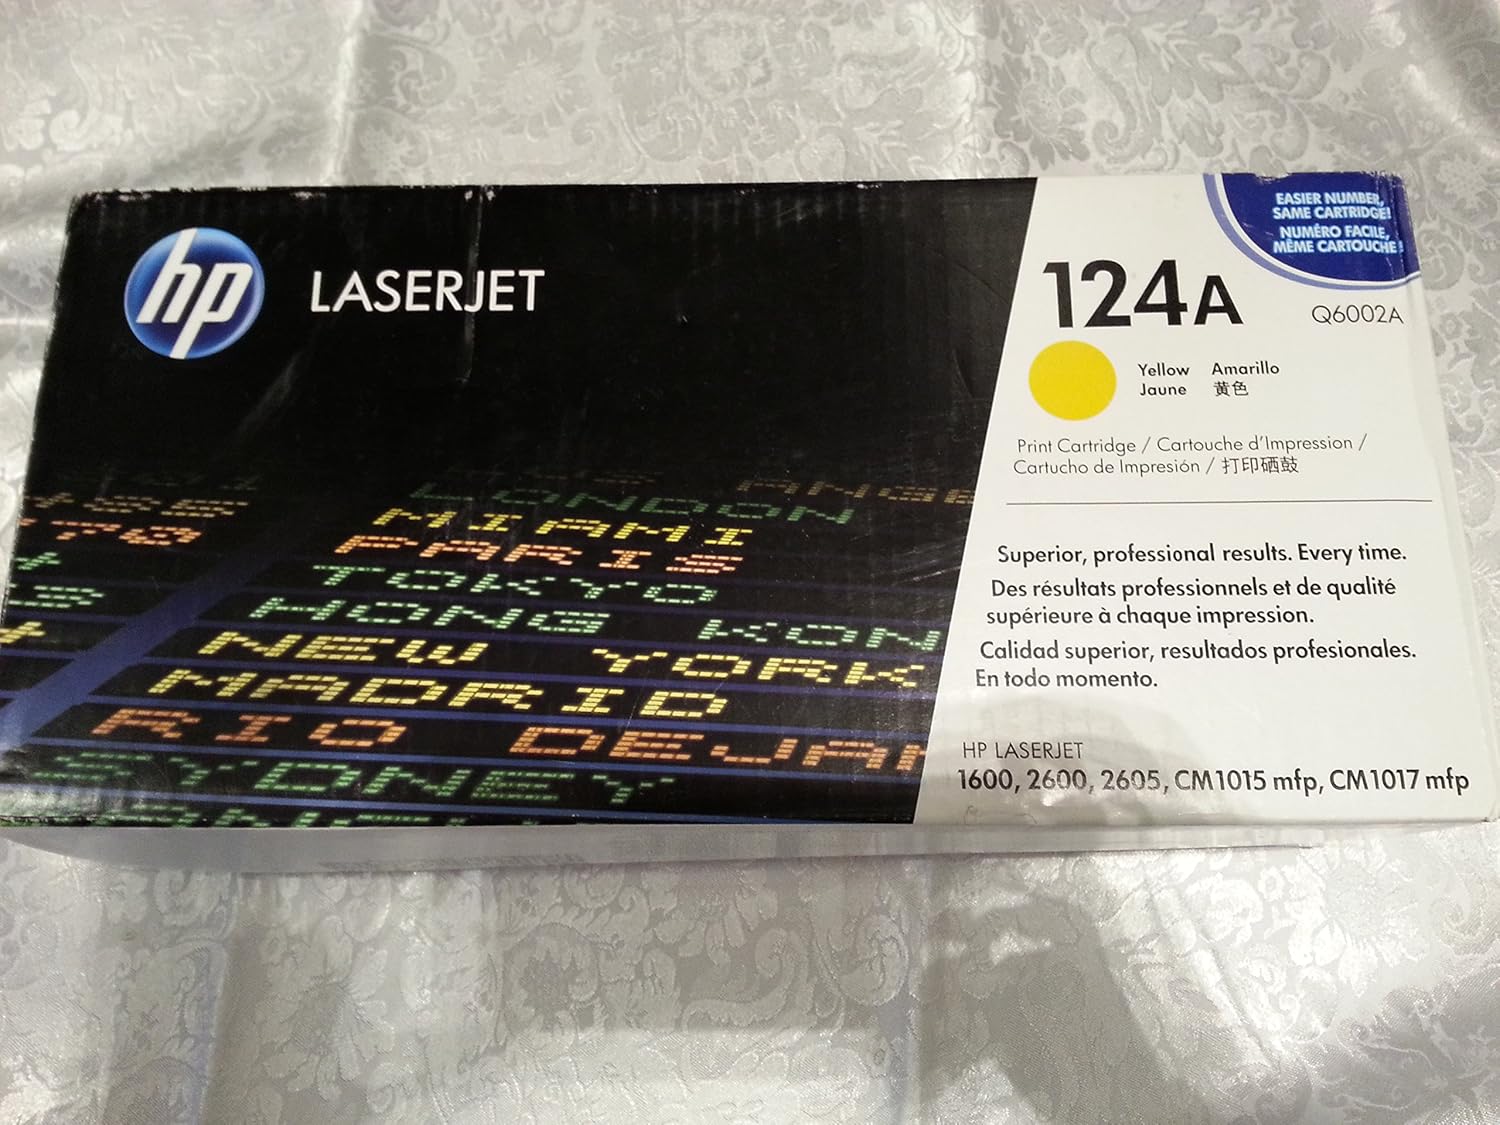 hp
LASERJET
EASIER NUMBER,
SAME CARTRIDGE!
NUMÉRO FACILE,
MÊME CARTOUCHE!
124A
Q6002A
Yellow Amarillo
Jaune 黄色
Print Cartridge / Cartouche d'Impression /
Cartucho de Impresión / 打印硒鼓
Superior, professional results. Every time.
Des résultats professionnels et de qualité
supérieure à chaque impression.
Calidad superior, resultados profesionales.
En todo momento.
HP LASERJET
1600, 2600, 2605, CM1015 mfp, CM1017 mfp
LONDON
MIAMI
PARIS
TOKYO
HONG KON
NEW YORK
MADRID
RIO DEJAN
SYDNEY